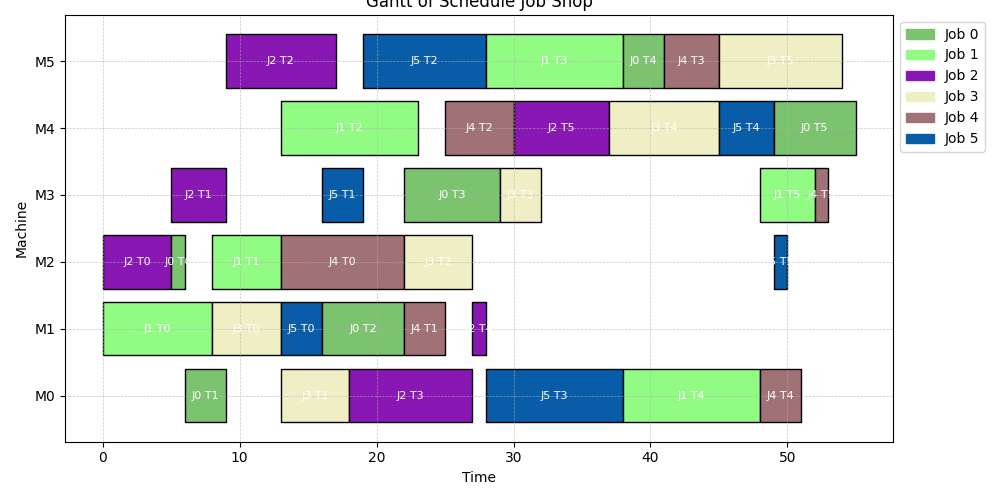 Gantt of Schedule Job Shop
M5
J2 T2
J5 T2
J1 T3
J0 T4
J4 T3
J3 T5
M4
J1 T2
J4 T2
J2 T5
J3 T4
J5 T4
J0 T5
M3
J2 T1
J5 T1
J0 T3
J3 T3
J1 T5
J4
M2
J2 T0
J0
J1 T1
J4 T0
J3 T2
M1
J1 T0
J3 T0
J5 T0
J0 T2
J4 T1
M0
J0 T1
J3 T1
J2 T3
J5 T3
J1 T4
J4 T4
0 10 20 30 40 50
Time
Machine
Job 0
Job 1
Job 2
Job 3
Job 4
Job 5